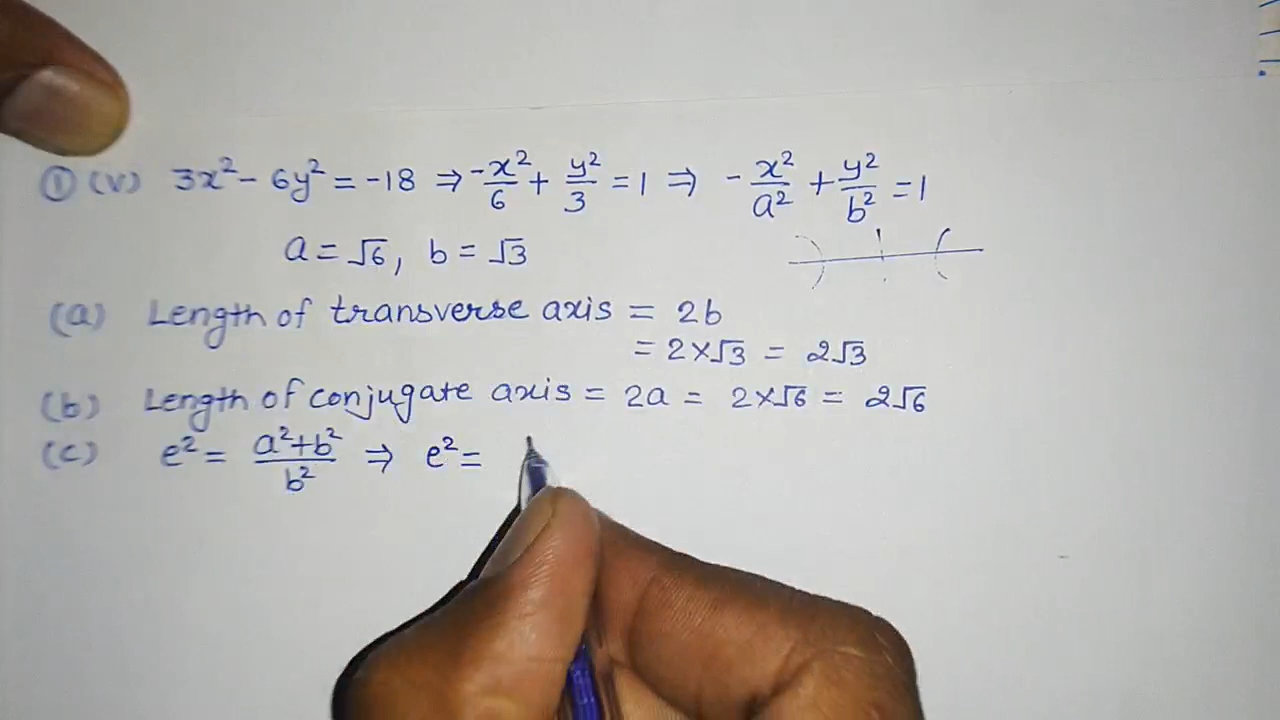 ① (v) 3x² - 6y² = -18 ⇒ -x²/6 + y²/3 = 1 ⇒ -x²/a² + y²/b² = 1
a = √6, b = √3
(a) Length of transverse axis = 2b
= 2×√3 = 2√3
(b) Length of conjugate axis = 2a = 2×√6 = 2√6
(c) e² = a²+b²/b² ⇒ e² =